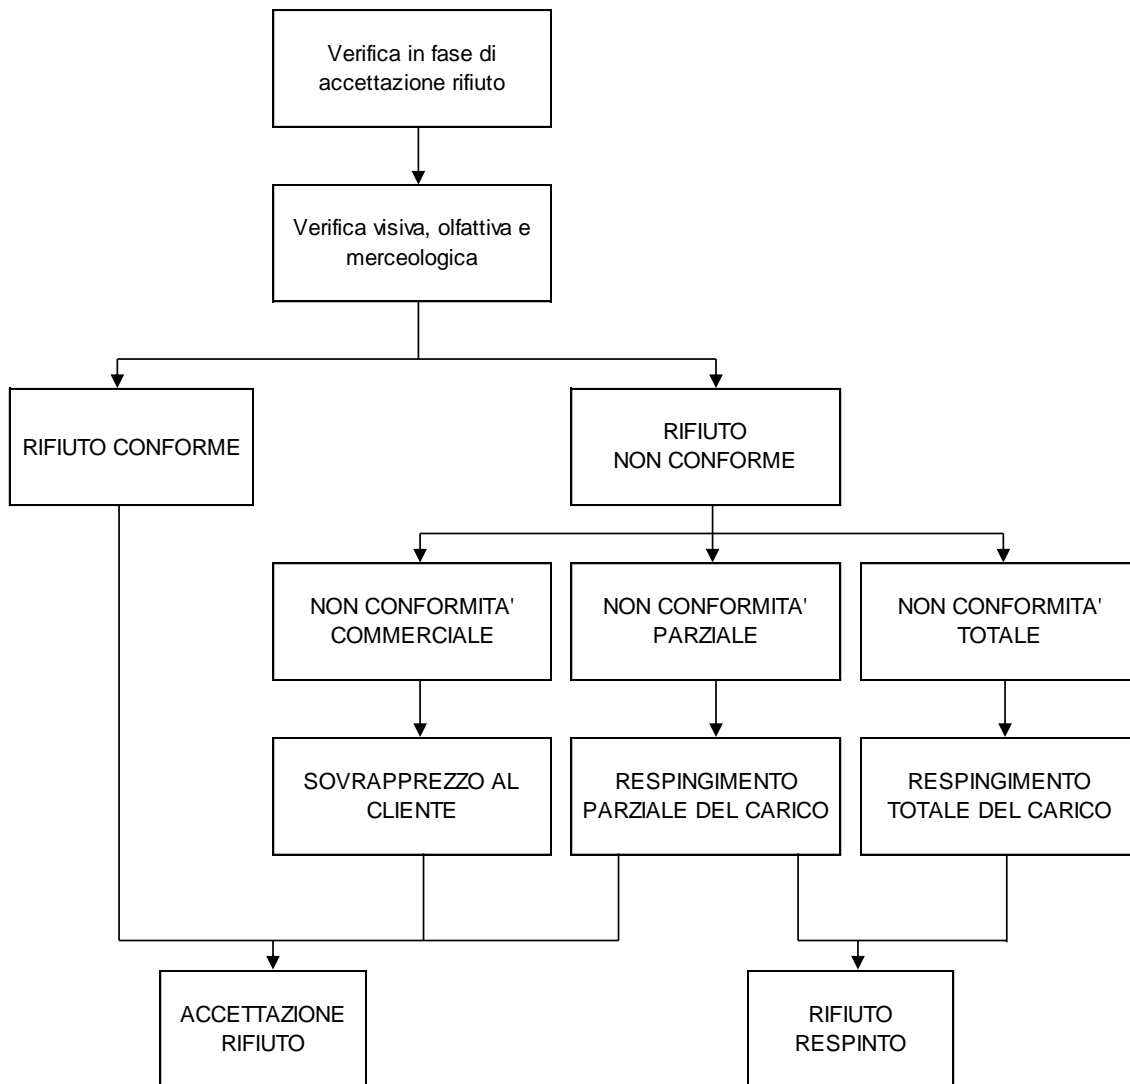 Verifica in fase di
accettazione rifiuto
Verifica visiva, olfattiva e
merceologica
RIFIUTO CONFORME
RIFIUTO
NON CONFORME
NON CONFORMITA'
COMMERCIALE
NON CONFORMITA'
PARZIALE
NON CONFORMITA'
TOTALE
SOVRAPPREZZO AL
CLIENTE
RESPINGIMENTO
PARZIALE DEL CARICO
RESPINGIMENTO
TOTALE DEL CARICO
ACCETTAZIONE
RIFIUTO
RIFIUTO
RESPINTO